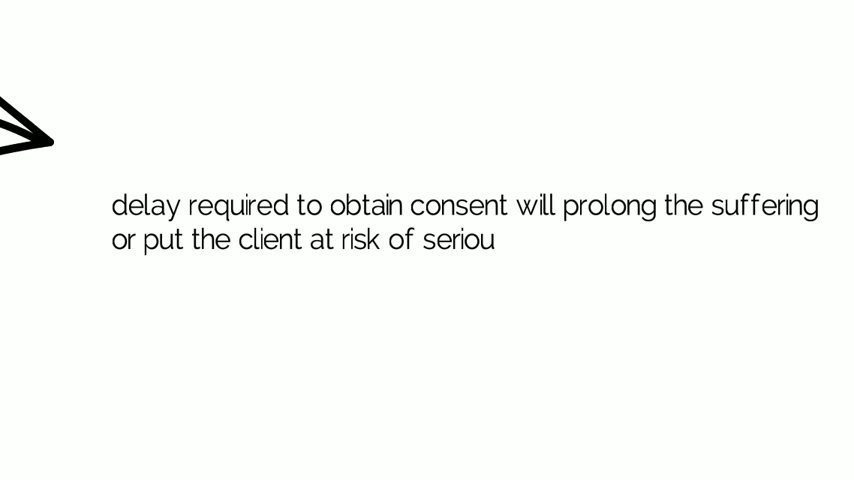 delay required to obtain consent will prolong the suffering
or put the client at risk of seriou